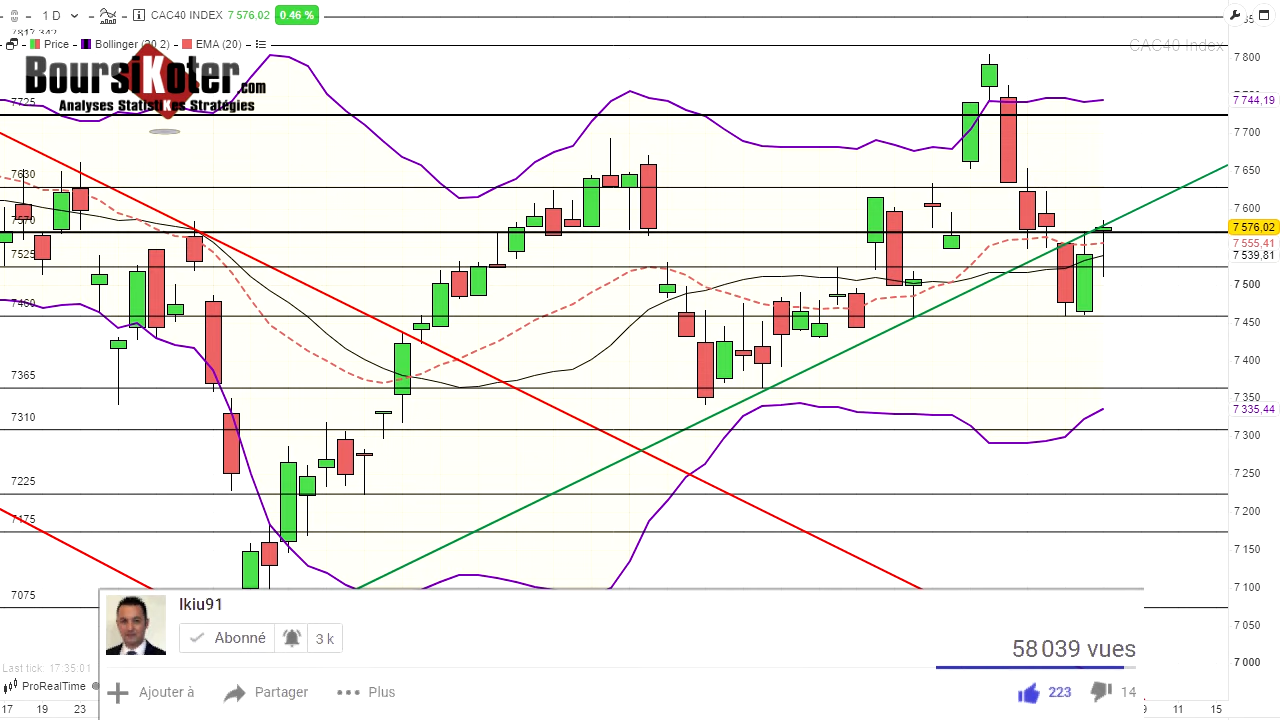 1 D
CAC40 INDEX 7 576,02 0.46 %
Price Bollinger (20 2) EMA (20)
CAC40 Index
BoursiKoter.com
Analyses StatistiKes Stratégies
7725
7630
7570
7525
7460
7365
7310
7225
7175
7075
7 800
7 744,19
7 700
7 650
7 600
7 576,02
7 555,41
7 539,81
7 500
7 450
7 400
7 350
7 335,44
7 300
7 250
7 200
7 150
7 100
7 050
7 000
Ikiu91
Abonné 3 k
58 039 vues
Last tick: 17:35:01
ProRealTime
Ajouter à Partager Plus 223 14
17 19 23 9 11 15